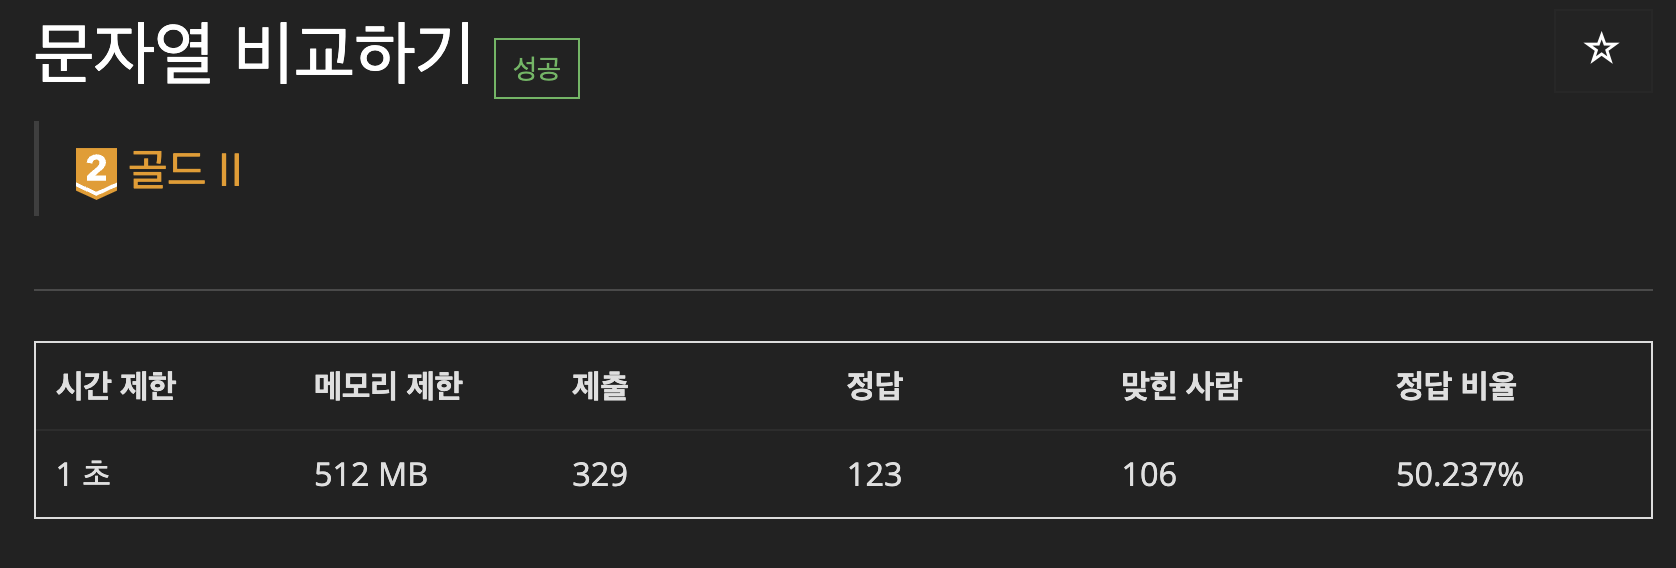 문자열 비교하기 성공
2 골드 II
시간 제한 메모리 제한 제출 정답 맞힌 사람 정답 비율
1 초 512 MB 329 123 106 50.237%